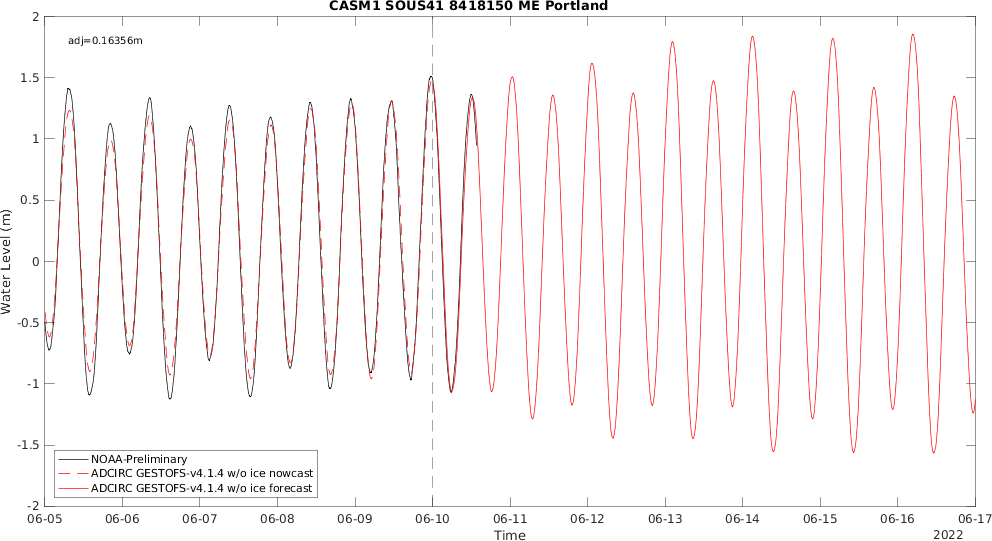 CASM1 SOUS41 8418150 ME Portland
adj=0.16356m
2
1.5
1
0.5
0
-0.5
-1
-1.5
-2
Water Level (m)
NOAA-Preliminary
ADCIRC GESTOFS-v4.1.4 w/o ice nowcast
ADCIRC GESTOFS-v4.1.4 w/o ice forecast
06-05 06-06 06-07 06-08 06-09 06-10 06-11 06-12 06-13 06-14 06-15 06-16 06-17
Time
2022